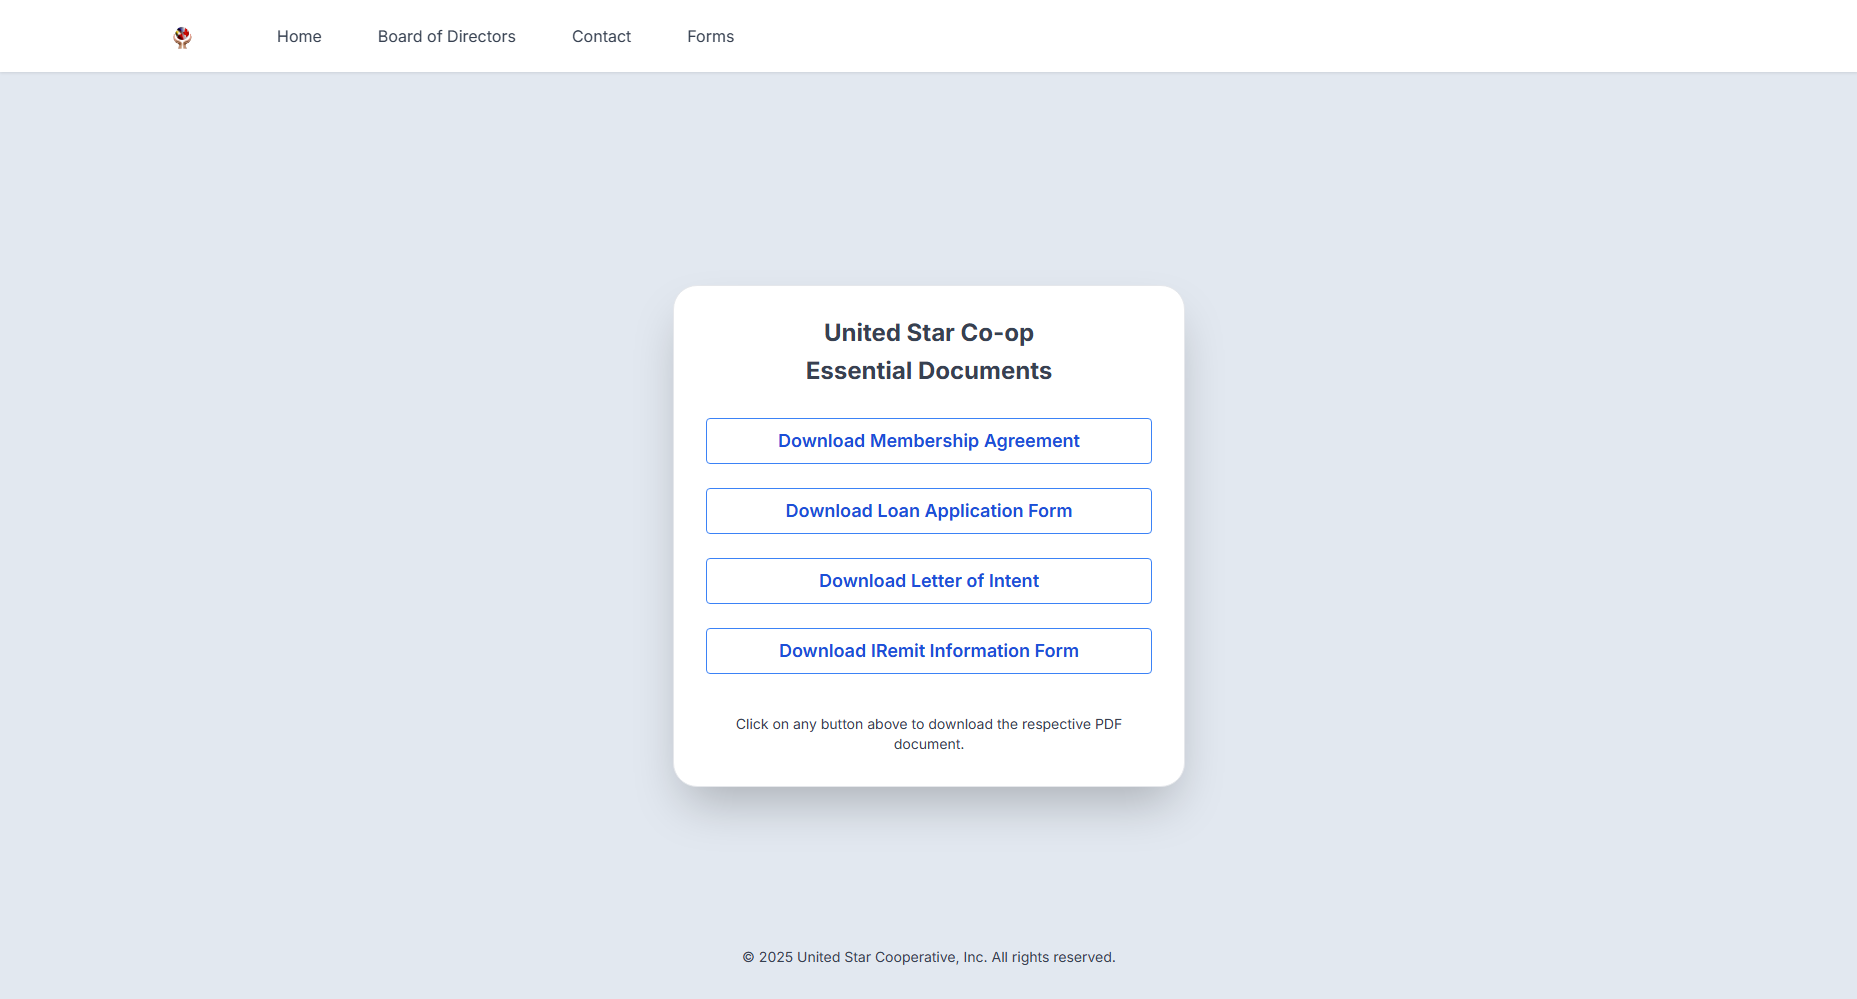 Home
Board of Directors
Contact
Forms
United Star Co-op
Essential Documents
Download Membership Agreement
Download Loan Application Form
Download Letter of Intent
Download IRemit Information Form
Click on any button above to download the respective PDF
document.
© 2025 United Star Cooperative, Inc. All rights reserved.